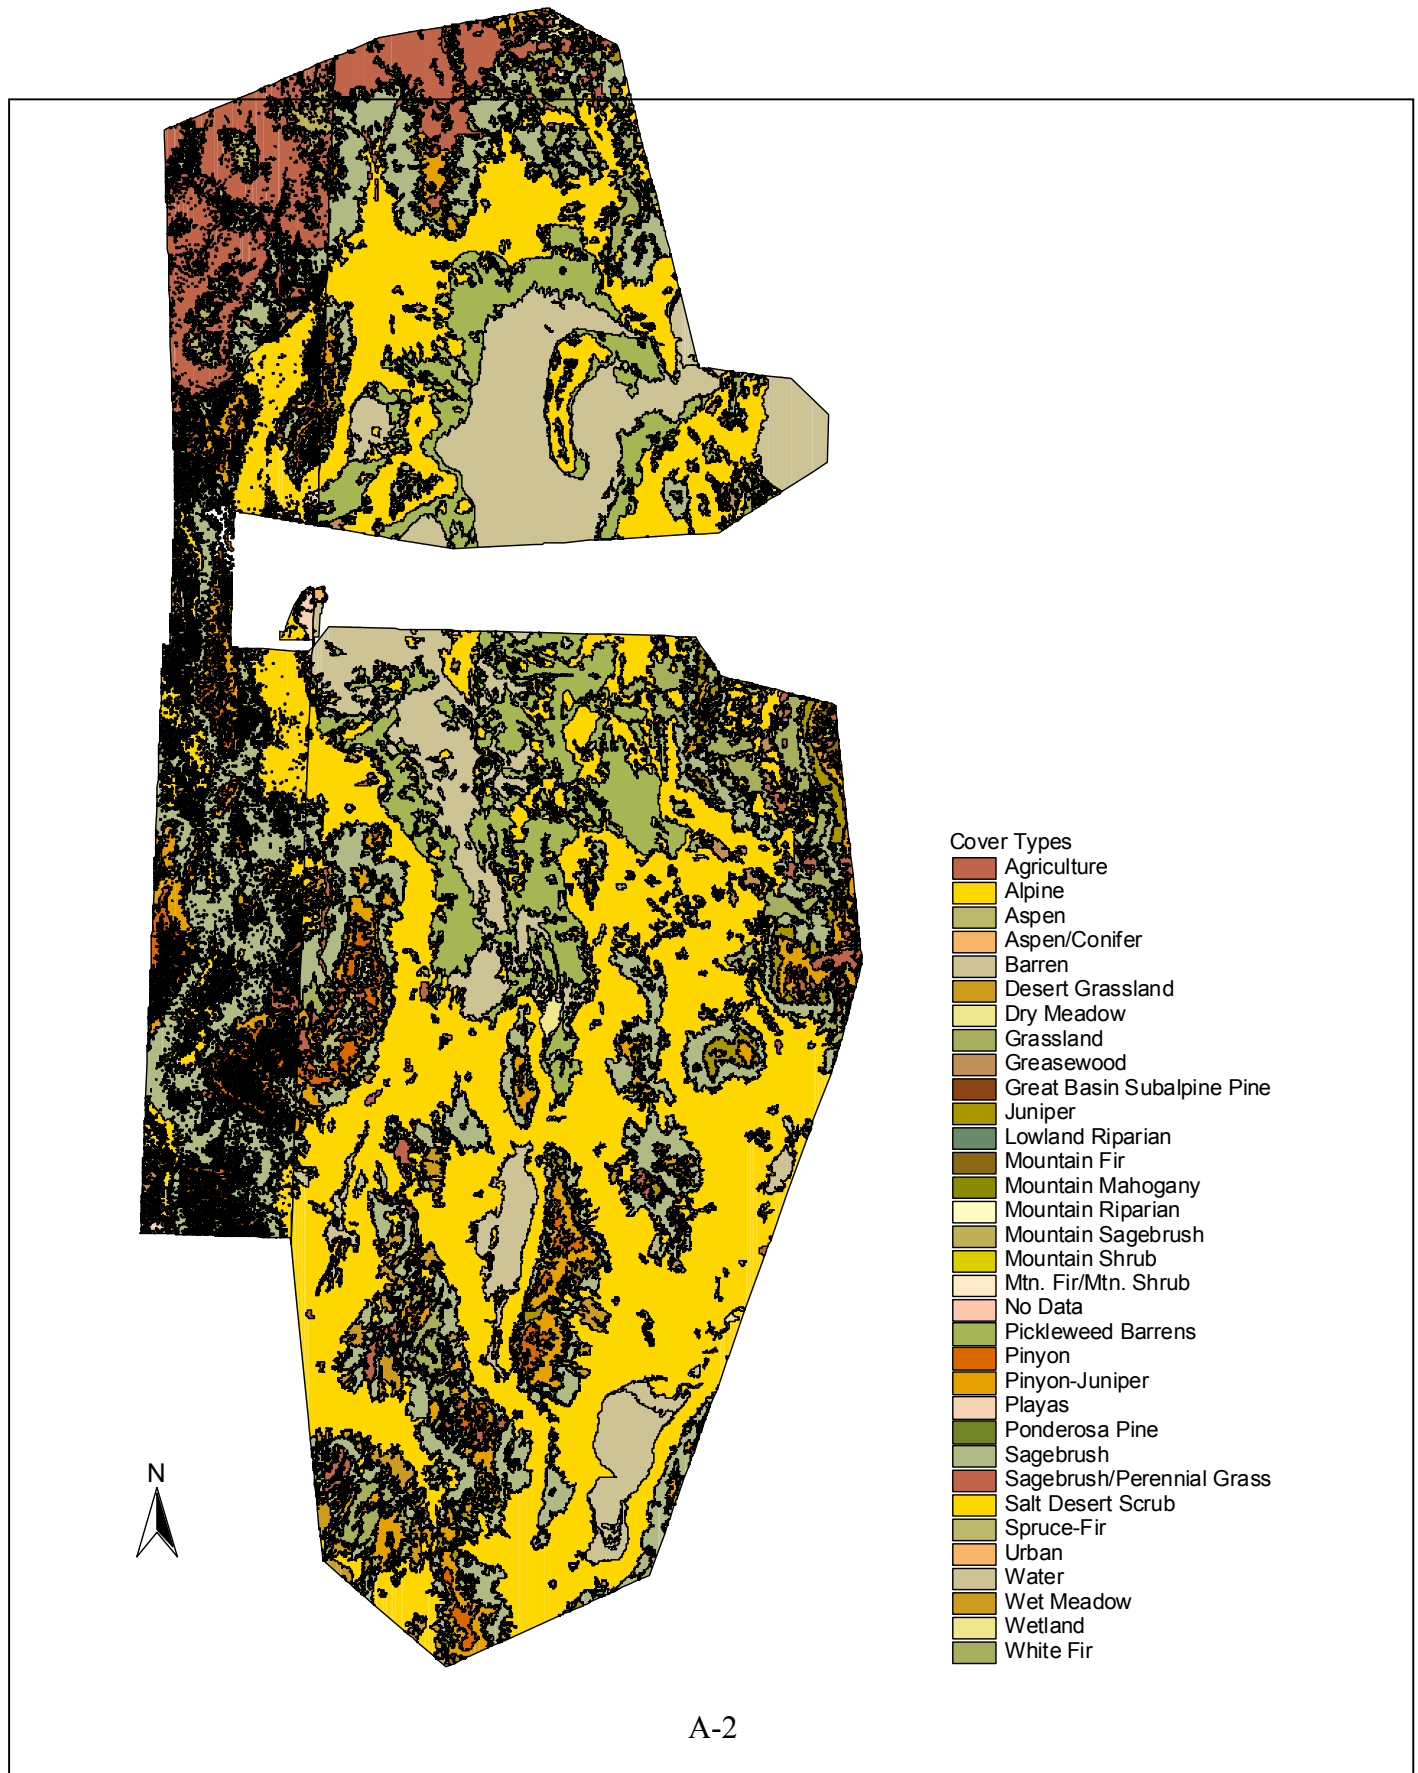 Cover Types
Agriculture
Alpine
Aspen
Aspen/Conifer
Barren
Desert Grassland
Dry Meadow
Grassland
Greasewood
Great Basin Subalpine Pine
Juniper
Lowland Riparian
Mountain Fir
Mountain Mahogany
Mountain Riparian
Mountain Sagebrush
Mountain Shrub
Mtn. Fir/Mtn. Shrub
No Data
Pickleweed Barrens
Pinyon
Pinyon-Juniper
Playas
Ponderosa Pine
Sagebrush
Sagebrush/Perennial Grass
Salt Desert Scrub
Spruce-Fir
Urban
Water
Wet Meadow
Wetland
White Fir
N
A-2